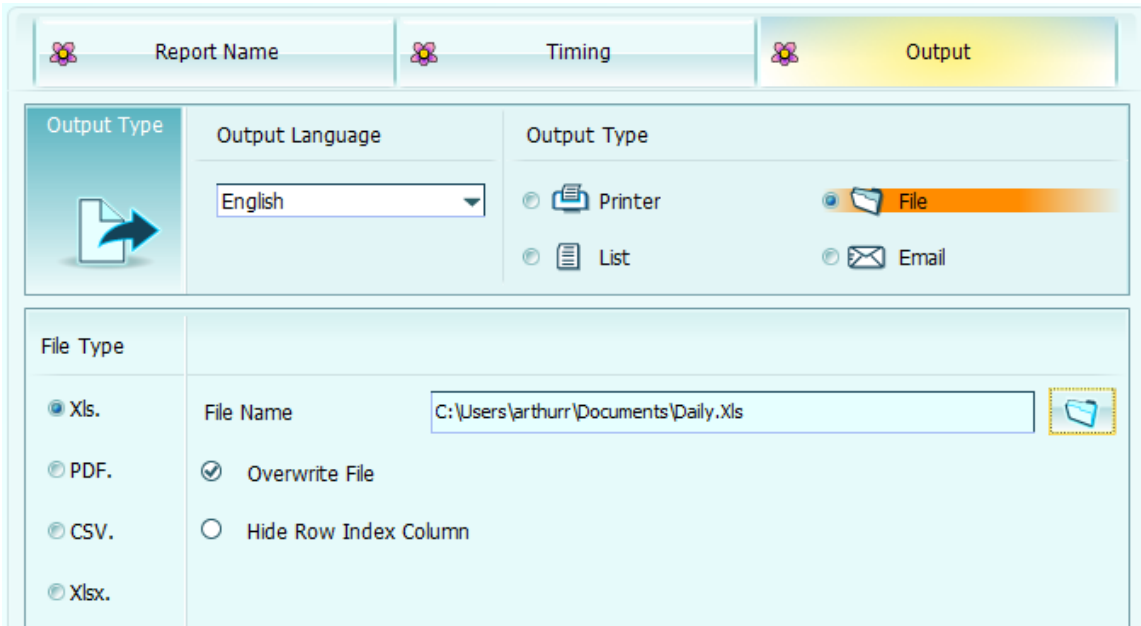 Report Name
Timing
Output
Output Type
Output Language
Output Type
English
Printer
File
List
Email
File Type
Xls.
File Name
C:\Users\arthurr\Documents\Daily.Xls
PDF.
Overwrite File
CSV.
Hide Row Index Column
Xlsx.